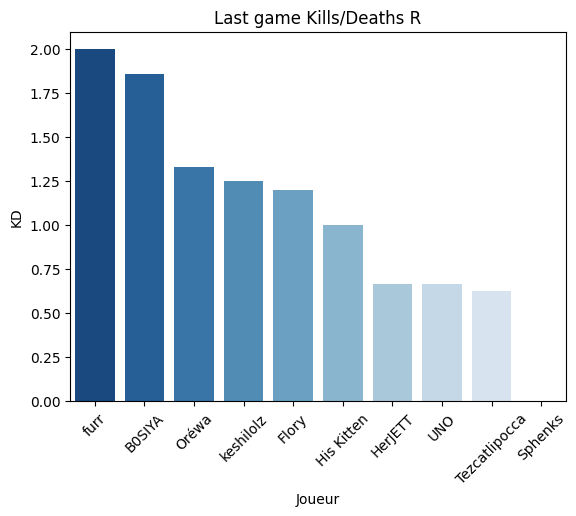 Last game Kills/Deaths R
KD
2.00
1.75
1.50
1.25
1.00
0.75
0.50
0.25
0.00
furr
B0SIYA
Oréwa
keshilolz
Flory
His Kitten
HerJETT
UNO
Tezcatlipocca
Sphenks
Joueur